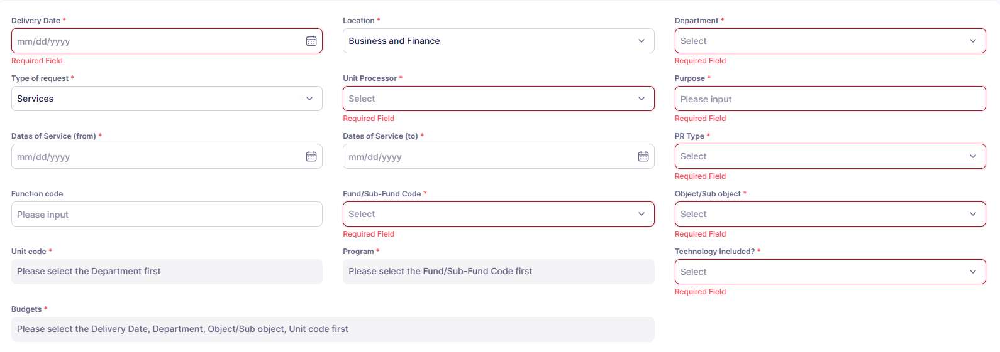 Delivery Date * Location * Department *
mm/dd/yyyy Business and Finance Select
Required Field Required Field
Type of request * Unit Processor * Purpose *
Services Select Please input
Required Field Required Field
Dates of Service (from) * Dates of Service (to) * PR Type *
mm/dd/yyyy mm/dd/yyyy Select
Required Field
Function code Fund/Sub-Fund Code * Object/Sub object *
Please input Select Select
Required Field Required Field
Unit code * Program * Technology Included? *
Please select the Department first Please select the Fund/Sub-Fund Code first Select
Required Field
Budgets *
Please select the Delivery Date, Department, Object/Sub object, Unit code first